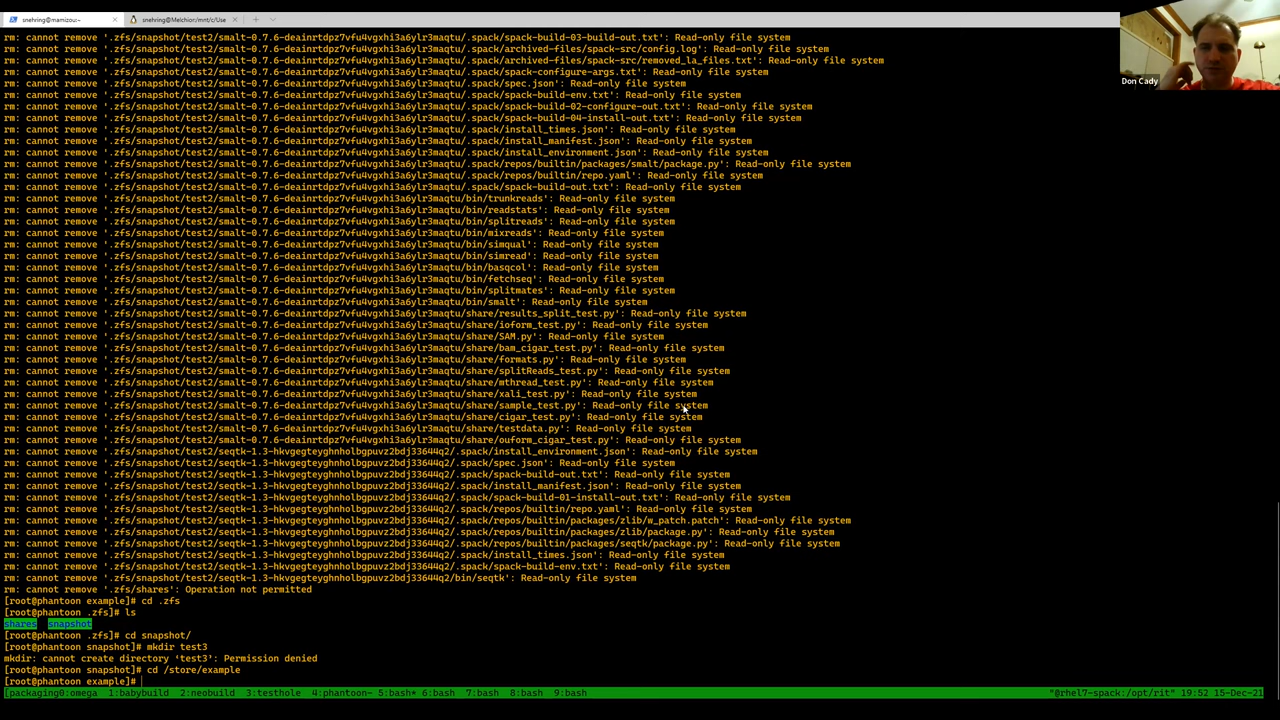 snehring@mamizou:~ × snehring@Melchior:/mnt/c/Use × + ∨
Don Cady
rm: cannot remove '.zfs/snapshot/test2/smalt-0.7.6-deainrtdpz7vfu4vgxhi3a6ylr3maqtu/.spack/spack-build-03-build-out.txt': Read-only file system
rm: cannot remove '.zfs/snapshot/test2/smalt-0.7.6-deainrtdpz7vfu4vgxhi3a6ylr3maqtu/.spack/archived-files/spack-src/config.log': Read-only file system
rm: cannot remove '.zfs/snapshot/test2/smalt-0.7.6-deainrtdpz7vfu4vgxhi3a6ylr3maqtu/.spack/archived-files/spack-src/removed_la_files.txt': Read-only file system
rm: cannot remove '.zfs/snapshot/test2/smalt-0.7.6-deainrtdpz7vfu4vgxhi3a6ylr3maqtu/.spack/spack-configure-args.txt': Read-only file system
rm: cannot remove '.zfs/snapshot/test2/smalt-0.7.6-deainrtdpz7vfu4vgxhi3a6ylr3maqtu/.spack/spec.json': Read-only file system
rm: cannot remove '.zfs/snapshot/test2/smalt-0.7.6-deainrtdpz7vfu4vgxhi3a6ylr3maqtu/.spack/spack-build-env.txt': Read-only file system
rm: cannot remove '.zfs/snapshot/test2/smalt-0.7.6-deainrtdpz7vfu4vgxhi3a6ylr3maqtu/.spack/spack-build-02-configure-out.txt': Read-only file system
rm: cannot remove '.zfs/snapshot/test2/smalt-0.7.6-deainrtdpz7vfu4vgxhi3a6ylr3maqtu/.spack/spack-build-04-install-out.txt': Read-only file system
rm: cannot remove '.zfs/snapshot/test2/smalt-0.7.6-deainrtdpz7vfu4vgxhi3a6ylr3maqtu/.spack/install_times.json': Read-only file system
rm: cannot remove '.zfs/snapshot/test2/smalt-0.7.6-deainrtdpz7vfu4vgxhi3a6ylr3maqtu/.spack/install_manifest.json': Read-only file system
rm: cannot remove '.zfs/snapshot/test2/smalt-0.7.6-deainrtdpz7vfu4vgxhi3a6ylr3maqtu/.spack/install_environment.json': Read-only file system
rm: cannot remove '.zfs/snapshot/test2/smalt-0.7.6-deainrtdpz7vfu4vgxhi3a6ylr3maqtu/.spack/repos/builtin/packages/smalt/package.py': Read-only file system
rm: cannot remove '.zfs/snapshot/test2/smalt-0.7.6-deainrtdpz7vfu4vgxhi3a6ylr3maqtu/.spack/repos/builtin/repo.yaml': Read-only file system
rm: cannot remove '.zfs/snapshot/test2/smalt-0.7.6-deainrtdpz7vfu4vgxhi3a6ylr3maqtu/.spack/spack-build-out.txt': Read-only file system
rm: cannot remove '.zfs/snapshot/test2/smalt-0.7.6-deainrtdpz7vfu4vgxhi3a6ylr3maqtu/bin/trunkreads': Read-only file system
rm: cannot remove '.zfs/snapshot/test2/smalt-0.7.6-deainrtdpz7vfu4vgxhi3a6ylr3maqtu/bin/readstats': Read-only file system
rm: cannot remove '.zfs/snapshot/test2/smalt-0.7.6-deainrtdpz7vfu4vgxhi3a6ylr3maqtu/bin/splitreads': Read-only file system
rm: cannot remove '.zfs/snapshot/test2/smalt-0.7.6-deainrtdpz7vfu4vgxhi3a6ylr3maqtu/bin/mixreads': Read-only file system
rm: cannot remove '.zfs/snapshot/test2/smalt-0.7.6-deainrtdpz7vfu4vgxhi3a6ylr3maqtu/bin/simqual': Read-only file system
rm: cannot remove '.zfs/snapshot/test2/smalt-0.7.6-deainrtdpz7vfu4vgxhi3a6ylr3maqtu/bin/simread': Read-only file system
rm: cannot remove '.zfs/snapshot/test2/smalt-0.7.6-deainrtdpz7vfu4vgxhi3a6ylr3maqtu/bin/basqcol': Read-only file system
rm: cannot remove '.zfs/snapshot/test2/smalt-0.7.6-deainrtdpz7vfu4vgxhi3a6ylr3maqtu/bin/fetchseq': Read-only file system
rm: cannot remove '.zfs/snapshot/test2/smalt-0.7.6-deainrtdpz7vfu4vgxhi3a6ylr3maqtu/bin/splitmates': Read-only file system
rm: cannot remove '.zfs/snapshot/test2/smalt-0.7.6-deainrtdpz7vfu4vgxhi3a6ylr3maqtu/bin/smalt': Read-only file system
rm: cannot remove '.zfs/snapshot/test2/smalt-0.7.6-deainrtdpz7vfu4vgxhi3a6ylr3maqtu/share/results_split_test.py': Read-only file system
rm: cannot remove '.zfs/snapshot/test2/smalt-0.7.6-deainrtdpz7vfu4vgxhi3a6ylr3maqtu/share/ioform_test.py': Read-only file system
rm: cannot remove '.zfs/snapshot/test2/smalt-0.7.6-deainrtdpz7vfu4vgxhi3a6ylr3maqtu/share/SAM.py': Read-only file system
rm: cannot remove '.zfs/snapshot/test2/smalt-0.7.6-deainrtdpz7vfu4vgxhi3a6ylr3maqtu/share/bam_cigar_test.py': Read-only file system
rm: cannot remove '.zfs/snapshot/test2/smalt-0.7.6-deainrtdpz7vfu4vgxhi3a6ylr3maqtu/share/formats.py': Read-only file system
rm: cannot remove '.zfs/snapshot/test2/smalt-0.7.6-deainrtdpz7vfu4vgxhi3a6ylr3maqtu/share/splitReads_test.py': Read-only file system
rm: cannot remove '.zfs/snapshot/test2/smalt-0.7.6-deainrtdpz7vfu4vgxhi3a6ylr3maqtu/share/mthread_test.py': Read-only file system
rm: cannot remove '.zfs/snapshot/test2/smalt-0.7.6-deainrtdpz7vfu4vgxhi3a6ylr3maqtu/share/xali_test.py': Read-only file system
rm: cannot remove '.zfs/snapshot/test2/smalt-0.7.6-deainrtdpz7vfu4vgxhi3a6ylr3maqtu/share/sample_test.py': Read-only file system
rm: cannot remove '.zfs/snapshot/test2/smalt-0.7.6-deainrtdpz7vfu4vgxhi3a6ylr3maqtu/share/cigar_test.py': Read-only file system
rm: cannot remove '.zfs/snapshot/test2/smalt-0.7.6-deainrtdpz7vfu4vgxhi3a6ylr3maqtu/share/testdata.py': Read-only file system
rm: cannot remove '.zfs/snapshot/test2/smalt-0.7.6-deainrtdpz7vfu4vgxhi3a6ylr3maqtu/share/ouform_cigar_test.py': Read-only file system
rm: cannot remove '.zfs/snapshot/test2/seqtk-1.3-hkvgegteyghnnholbgpuvz2bdj33644q2/.spack/install_environment.json': Read-only file system
rm: cannot remove '.zfs/snapshot/test2/seqtk-1.3-hkvgegteyghnnholbgpuvz2bdj33644q2/.spack/spec.json': Read-only file system
rm: cannot remove '.zfs/snapshot/test2/seqtk-1.3-hkvgegteyghnnholbgpuvz2bdj33644q2/.spack/spack-build-out.txt': Read-only file system
rm: cannot remove '.zfs/snapshot/test2/seqtk-1.3-hkvgegteyghnnholbgpuvz2bdj33644q2/.spack/install_manifest.json': Read-only file system
rm: cannot remove '.zfs/snapshot/test2/seqtk-1.3-hkvgegteyghnnholbgpuvz2bdj33644q2/.spack/spack-build-01-install-out.txt': Read-only file system
rm: cannot remove '.zfs/snapshot/test2/seqtk-1.3-hkvgegteyghnnholbgpuvz2bdj33644q2/.spack/repos/builtin/repo.yaml': Read-only file system
rm: cannot remove '.zfs/snapshot/test2/seqtk-1.3-hkvgegteyghnnholbgpuvz2bdj33644q2/.spack/repos/builtin/packages/zlib/w_patch.patch': Read-only file system
rm: cannot remove '.zfs/snapshot/test2/seqtk-1.3-hkvgegteyghnnholbgpuvz2bdj33644q2/.spack/repos/builtin/packages/zlib/package.py': Read-only file system
rm: cannot remove '.zfs/snapshot/test2/seqtk-1.3-hkvgegteyghnnholbgpuvz2bdj33644q2/.spack/repos/builtin/packages/seqtk/package.py': Read-only file system
rm: cannot remove '.zfs/snapshot/test2/seqtk-1.3-hkvgegteyghnnholbgpuvz2bdj33644q2/.spack/install_times.json': Read-only file system
rm: cannot remove '.zfs/snapshot/test2/seqtk-1.3-hkvgegteyghnnholbgpuvz2bdj33644q2/.spack/spack-build-env.txt': Read-only file system
rm: cannot remove '.zfs/snapshot/test2/seqtk-1.3-hkvgegteyghnnholbgpuvz2bdj33644q2/bin/seqtk': Read-only file system
rm: cannot remove '.zfs/shares': Operation not permitted
[root@phantoon example]# cd .zfs
[root@phantoon .zfs]# ls
shares snapshot
[root@phantoon .zfs]# cd snapshot/
[root@phantoon snapshot]# mkdir test3
mkdir: cannot create directory ‘test3’: Permission denied
[root@phantoon snapshot]# cd /store/example
[root@phantoon example]#
[packaging0:omega 1:babybuild 2:neobuild 3:testhole 4:phantoon- 5:bash* 6:bash 7:bash 8:bash 9:bash "@rhel7-spack:/opt/rit" 19:52 15-Dec-21